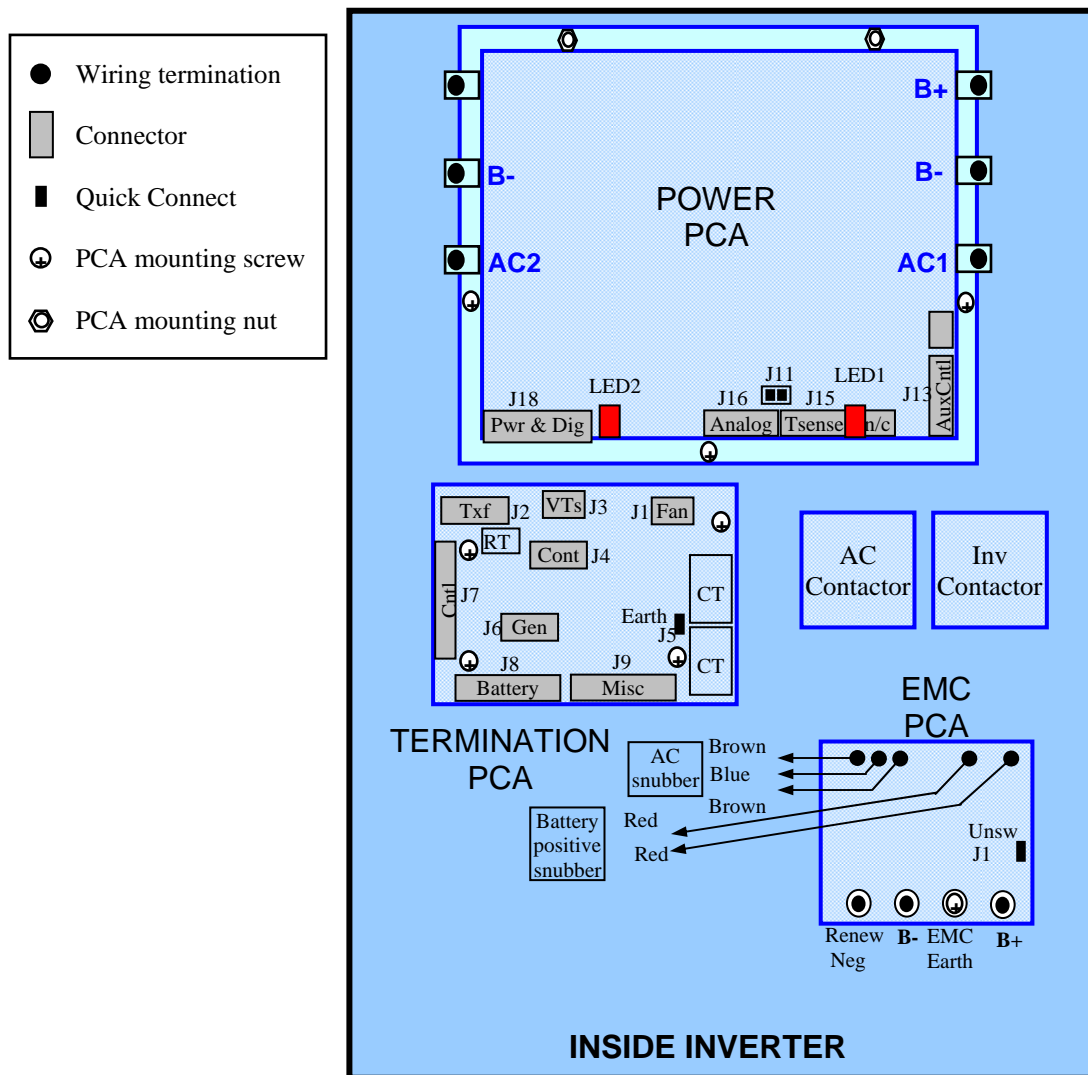 Wiring termination
Connector
Quick Connect
PCA mounting screw
PCA mounting nut
B+
B-
B-
POWER
PCA
AC2
AC1
J18
LED2
J11
LED1
J16
J15
J13
AuxCntl
Pwr & Dig
Analog
Tsense
n/c
Txf
J2
VTs
J3
J1
Fan
RT
Cont
J4
Cntl
J7
CT
Earth
J5
J6
Gen
CT
J8
J9
Battery
Misc
AC
Contactor
Inv
Contactor
TERMINATION
PCA
EMC
PCA
AC
snubber
Brown
Blue
Brown
Battery
positive
snubber
Red
Red
Unsw
J1
Renew
Neg
B-
EMC
Earth
B+
INSIDE INVERTER